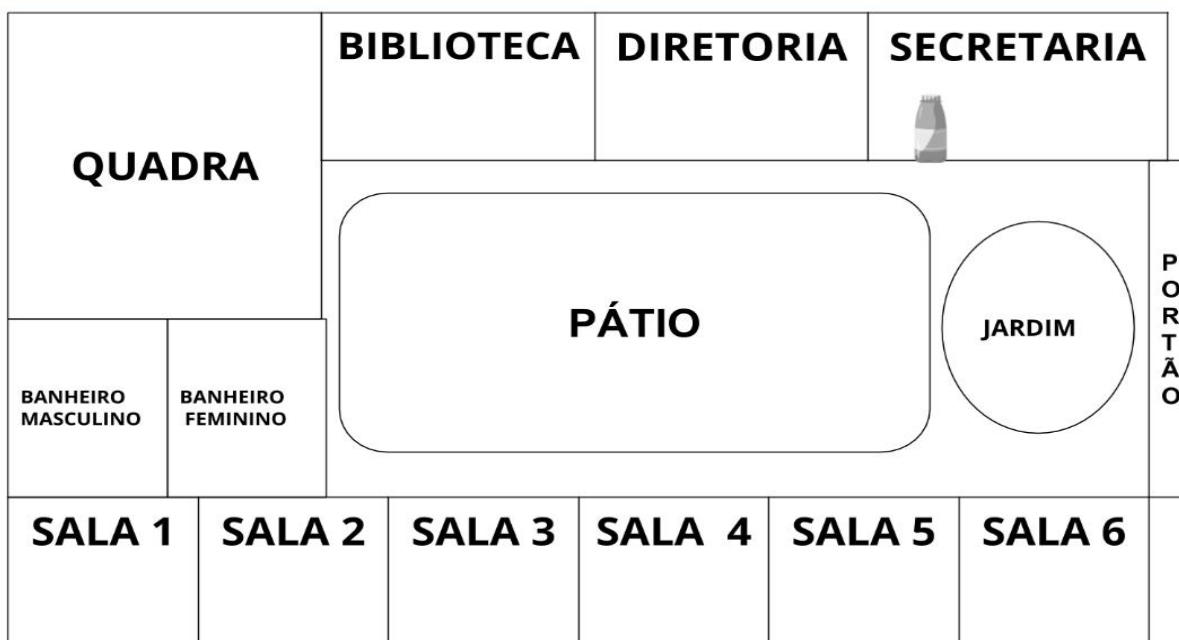 BIBLIOTECA
DIRETORIA
SECRETARIA
QUADRA
PÁTIO
JARDIM
PORTÃO
BANHEIRO
MASCULINO
BANHEIRO
FEMININO
SALA 1
SALA 2
SALA 3
SALA 4
SALA 5
SALA 6